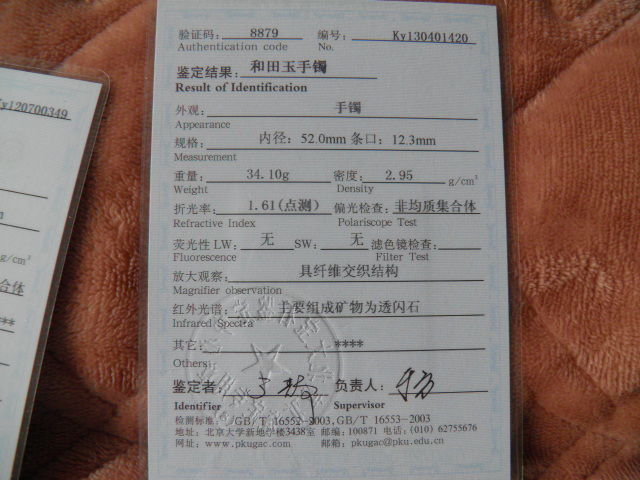 Ky120700349
g/cm³
合体
****
验证码: 8879 编号: Ky130401420
Authentication code No.
鉴定结果: 和田玉手镯
Result of Identification
外观: 手镯
Appearance
规格: 内径: 52.0mm 条口: 12.3mm
Measurement
重量: 34.10g 密度: 2.95 g/cm³
Weight Density
折光率: 1.61(点测) 偏光检查: 非均质集合体
Refractive Index Polariscope Test
荧光性 LW: 无 SW: 无 滤色镜检查:
Fluorescence Filter Test
放大观察: 具纤维交织结构
Magnifier observation
红外光谱: 主要组成矿物为透闪石
Infrared Spectra
其它: ****
Others:
鉴定者: 负责人:
Identifier Supervisor
检测标准: GB/T 16552-2003,GB/T 16553-2003
地址: 北京大学新地学楼3438室 邮编: 100871 电话: (010) 62755676
网址: www.pkugac.com 邮箱: pkugac@pku.edu.cn